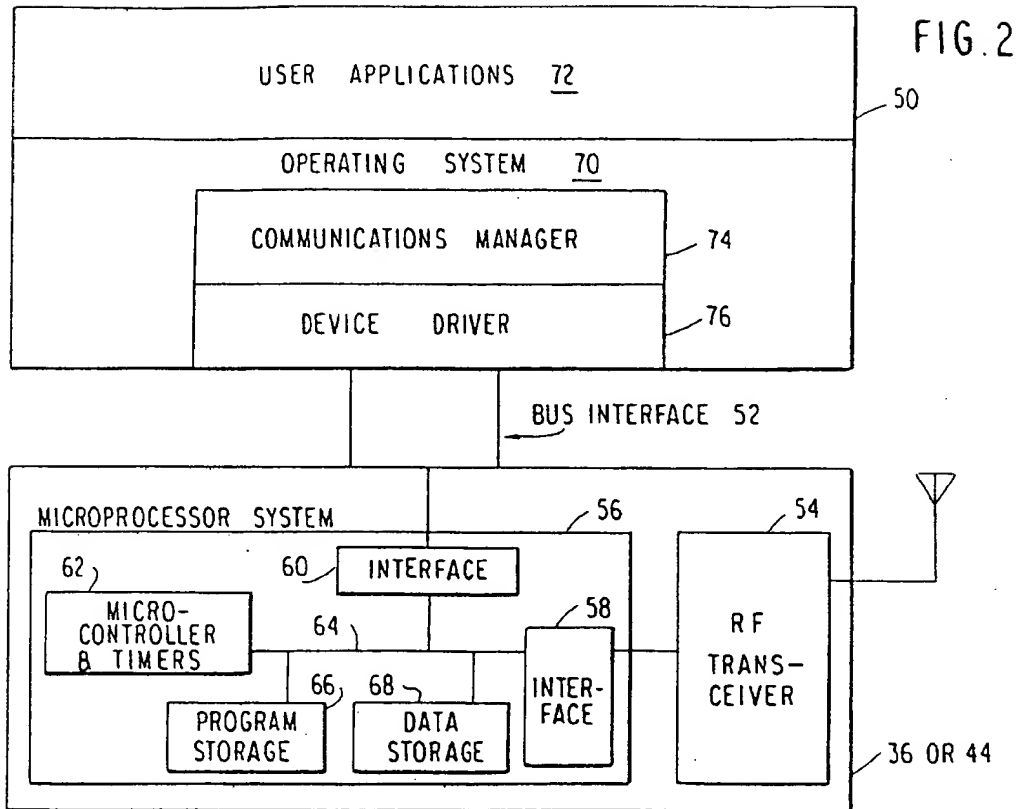 FIG.2
USER APPLICATIONS 72
50
OPERATING SYSTEM 70
COMMUNICATIONS MANAGER
74
DEVICE DRIVER
76
BUS INTERFACE 52
MICROPROCESSOR SYSTEM
56
54
60
INTERFACE
62
MICRO-
CONTROLLER
& TIMERS
64
58
INTER-
FACE
RF
TRANS-
CEIVER
66
PROGRAM
STORAGE
68
DATA
STORAGE
36 OR 44